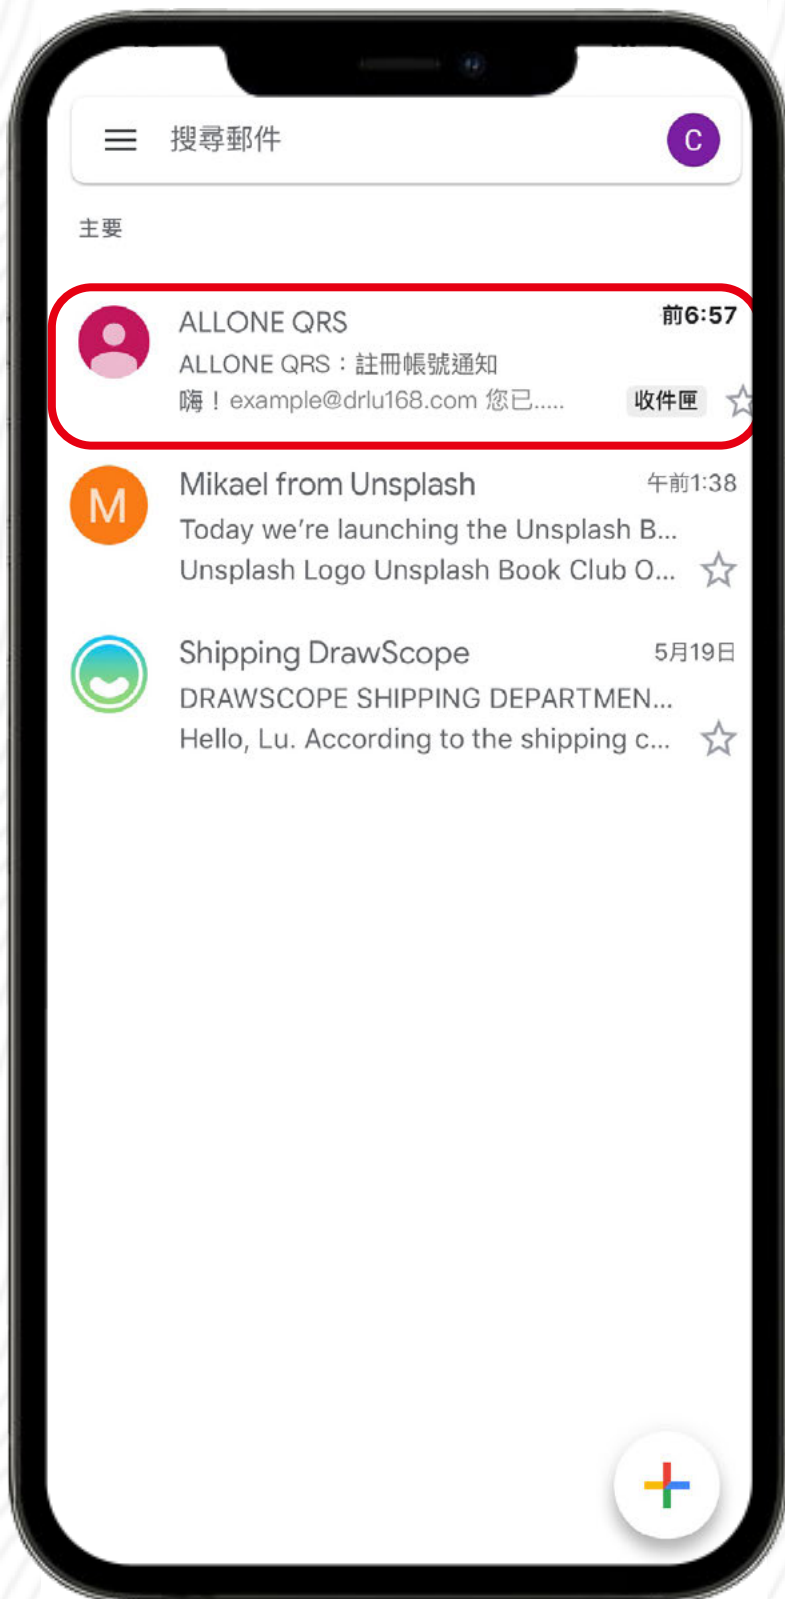 搜尋郵件
C
主要
ALLONE QRS
前6:57
ALLONE QRS：註冊帳號通知
嗨！example@drlu168.com 您已.....
收件匣
M
Mikael from Unsplash
午前1:38
Today we're launching the Unsplash B...
Unsplash Logo Unsplash Book Club O...
Shipping DrawScope
5月19日
DRAWSCOPE SHIPPING DEPARTMEN...
Hello, Lu. According to the shipping c...